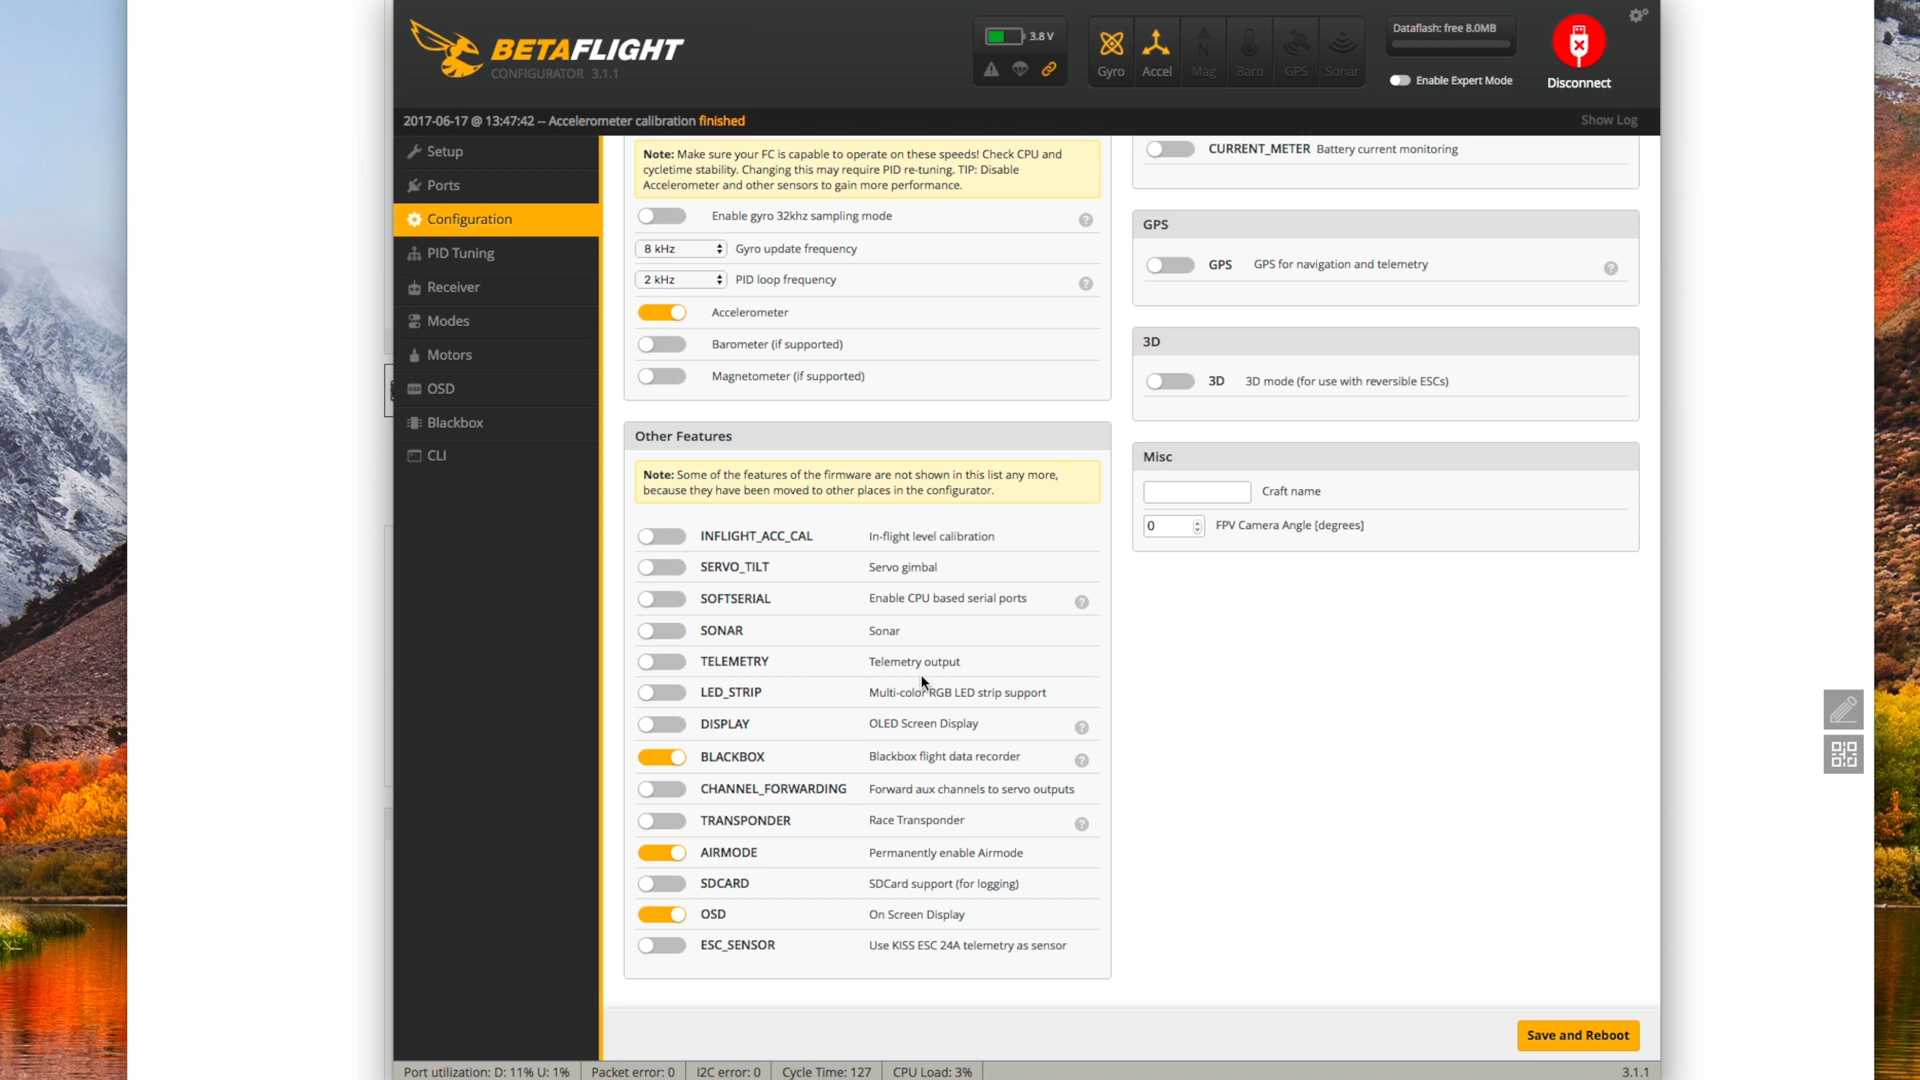 BETAFLIGHT
CONFIGURATOR 3.1.1
3.8 V
Gyro
Accel
Mag
Baro
GPS
Sonar
Dataflash: free 8.0MB
Enable Expert Mode
Disconnect
2017-06-17 @ 13:47:42 -- Accelerometer calibration finished
Show Log
Setup
Ports
Configuration
PID Tuning
Receiver
Modes
Motors
OSD
Blackbox
CLI
Note: Make sure your FC is capable to operate on these speeds! Check CPU and
cycletime stability. Changing this may require PID re-tuning. TIP: Disable
Accelerometer and other sensors to gain more performance.
Enable gyro 32khz sampling mode ?
8 kHz Gyro update frequency
2 kHz PID loop frequency ?
Accelerometer
Barometer (if supported)
Magnetometer (if supported)
Other Features
Note: Some of the features of the firmware are not shown in this list any more,
because they have been moved to other places in the configurator.
INFLIGHT_ACC_CAL In-flight level calibration
SERVO_TILT Servo gimbal
SOFTSERIAL Enable CPU based serial ports ?
SONAR Sonar
TELEMETRY Telemetry output
LED_STRIP Multi-color RGB LED strip support
DISPLAY OLED Screen Display ?
BLACKBOX Blackbox flight data recorder ?
CHANNEL_FORWARDING Forward aux channels to servo outputs
TRANSPONDER Race Transponder ?
AIRMODE Permanently enable Airmode
SDCARD SDCard support (for logging)
OSD On Screen Display
ESC_SENSOR Use KISS ESC 24A telemetry as sensor
CURRENT_METER Battery current monitoring
GPS
GPS GPS for navigation and telemetry ?
3D
3D 3D mode (for use with reversible ESCs)
Misc
Craft name
0 FPV Camera Angle [degrees]
Save and Reboot
Port utilization: D: 11% U: 1% Packet error: 0 I2C error: 0 Cycle Time: 127 CPU Load: 3% 3.1.1